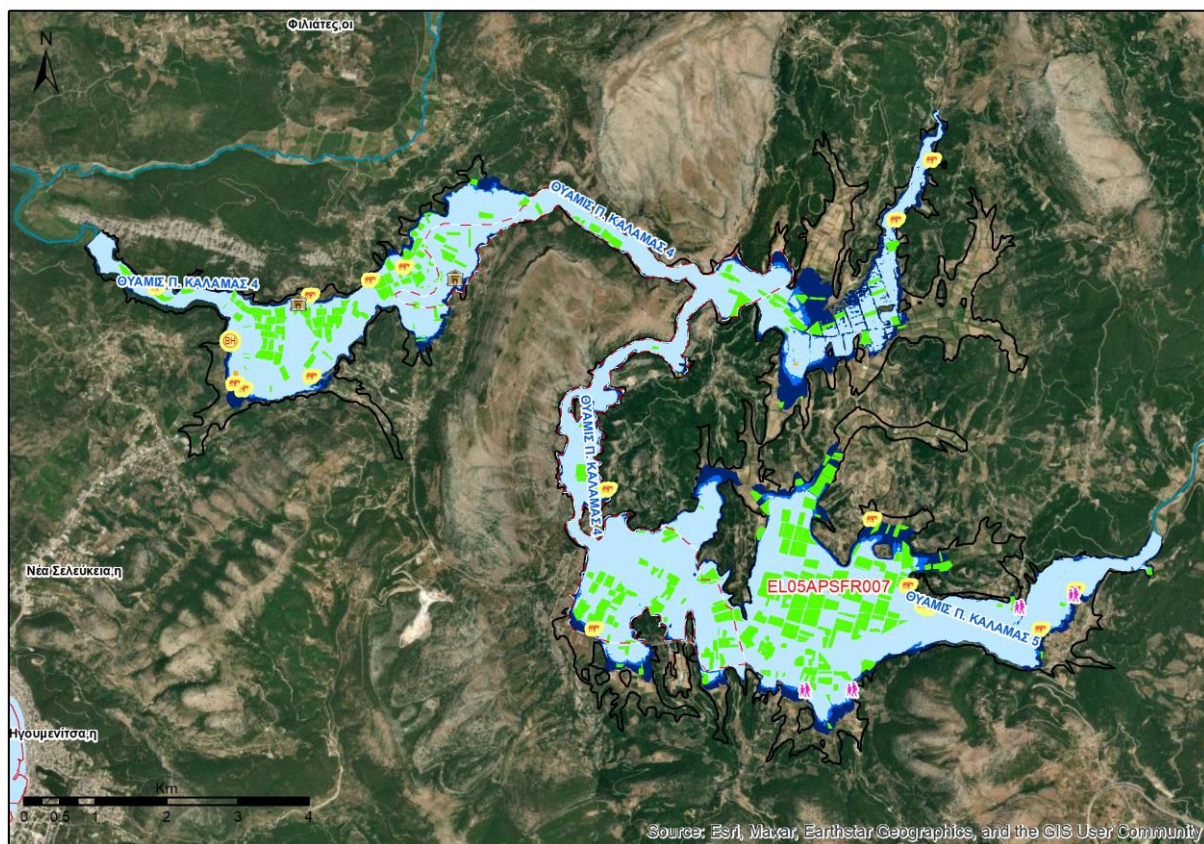 Φιλιάτες,οι
N
ΘΥΑΜΙΣ Π. ΚΑΛΑΜΑΣ 4
ΘΥΑΜΙΣ Π. ΚΑΛΑΜΑΣ 4
ΒΗ
ΘΥΑΜΙΣ Π. ΚΑΛΑΜΑΣ 4
Νέα Σελεύκεια,η
EL05APSFR007
ΘΥΑΜΙΣ Π. ΚΑΛΑΜΑΣ 5
Ηγουμενίτσα,η
Km
0 0.5 1 2 3 4
Source: Esri, Maxar, Earthstar Geographics, and the GIS User Community